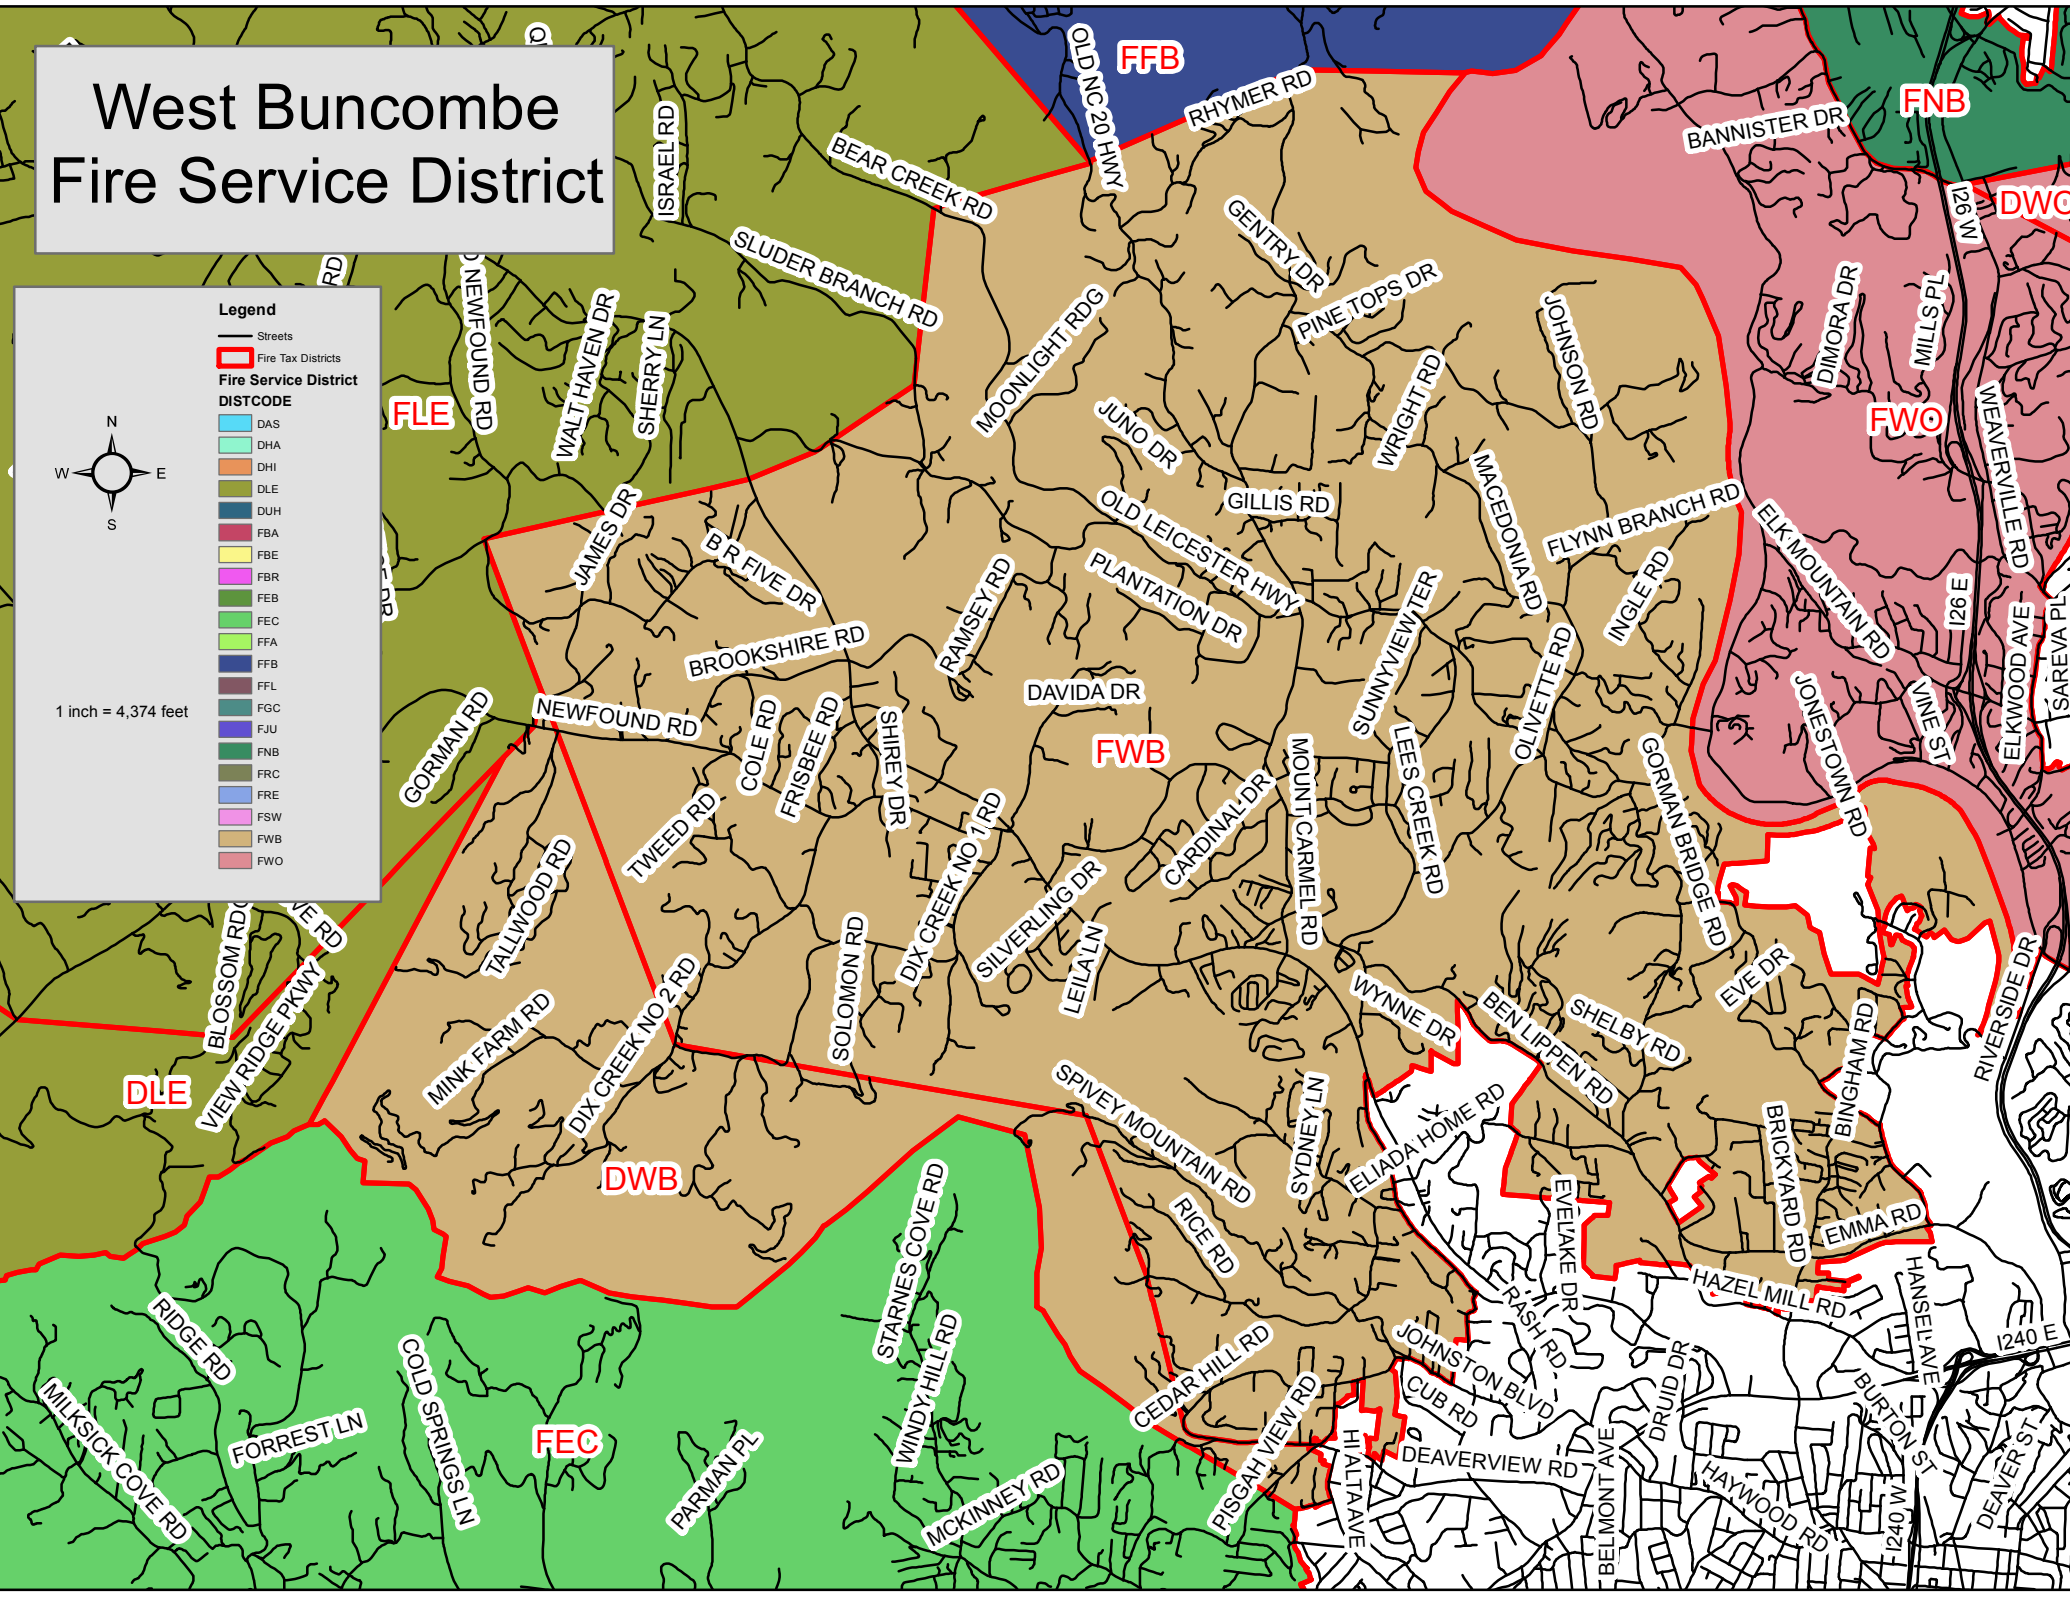 West Buncombe
Fire Service District
Legend
Streets
Fire Tax Districts
Fire Service District
DISTCODE
DAS
DHA
DHI
DLE
DUH
FBA
FBE
FBR
FEB
FEC
FFA
FFB
FFL
FGC
FJU
FNB
FRC
FRE
FSW
FWB
FWO
N
W
E
S
1 inch = 4,374 feet
FFB
FNB
DWO
FLE
FWO
FWB
DLE
DWB
FEC
OLD NC 20 HWY
RHYMER RD
BANNISTER DR
ISRAEL RD
BEAR CREEK RD
I26 W
GENTRY DR
SLUDER BRANCH RD
RD
NEWFOUND RD
WALT HAVEN DR
SHERRY LN
MOONLIGHT RDG
PINE TOPS DR
JOHNSON RD
DIMORA DR
MILLS PL
WRIGHT RD
JUNO DR
WEAVERVILLE RD
MACEDONIA RD
GILLIS RD
JAMES DR
B R FIVE DR
OLD LEICESTER HWY
FLYNN BRANCH RD
ELK MOUNTAIN RD
PLANTATION DR
RAMSEY RD
INGLE RD
I26 E
SUNNYVIEW TER
ELKWOOD AVE
SAREVA PL
BROOKSHIRE RD
OLIVETTE RD
DAVIDA DR
GORMAN RD
NEWFOUND RD
COLE RD
FRISBEE RD
SHIREY DR
JONESTOWN RD
VINE ST
LEES CREEK RD
GORMAN BRIDGE RD
MOUNT CARMEL RD
CARDINAL DR
TWEED RD
DIX CREEK NO 1 RD
TALLWOOD RD
SILVERLING DR
BLOSSOM RDG
VE RD
SOLOMON RD
LEILA LN
VIEW RIDGE PKWY
DIX CREEK NO 2 RD
MINK FARM RD
WYNNE DR
BEN LIPPEN RD
SHELBY RD
EVE DR
BINGHAM RD
RIVERSIDE DR
SPIVEY MOUNTAIN RD
SYDNEY LN
ELIADA HOME RD
BRICKYARD RD
EMMA RD
EVELAKE DR
RICE RD
STARNES COVE RD
HAZEL MILL RD
HANSEL AVE
RASH RD
I240 E
RIDGE RD
WINDY HILL RD
CEDAR HILL RD
JOHNSTON BLVD
CUB RD
DRUID DR
BURTON ST
COLD SPRINGS LN
MILKSICK COVE RD
FORREST LN
PARMAN PL
MCKINNEY RD
PISGAH VIEW RD
HI ALTA AVE
DEAVERVIEW RD
BELMONT AVE
HAYWOOD RD
I240 W
DEAVER ST